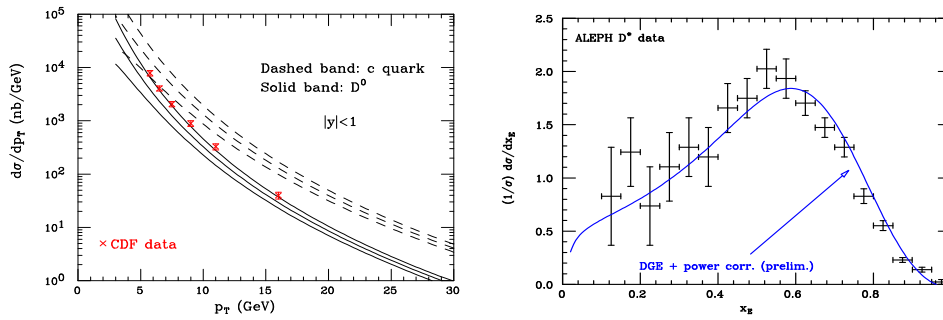 10^5
10^4
10^3
10^2
10^1
10^0
dσ/dp_T (nb/GeV)
Dashed band: c quark
Solid band: D^0
|y|<1
× CDF data
0 5 10 15 20 25 30
p_T (GeV)
2.5
2.0
1.5
1.0
0.5
0.0
(1/σ) dσ/dx_E
ALEPH D* data
DGE + power corr. (prelim.)
0 0.2 0.4 0.6 0.8
x_E